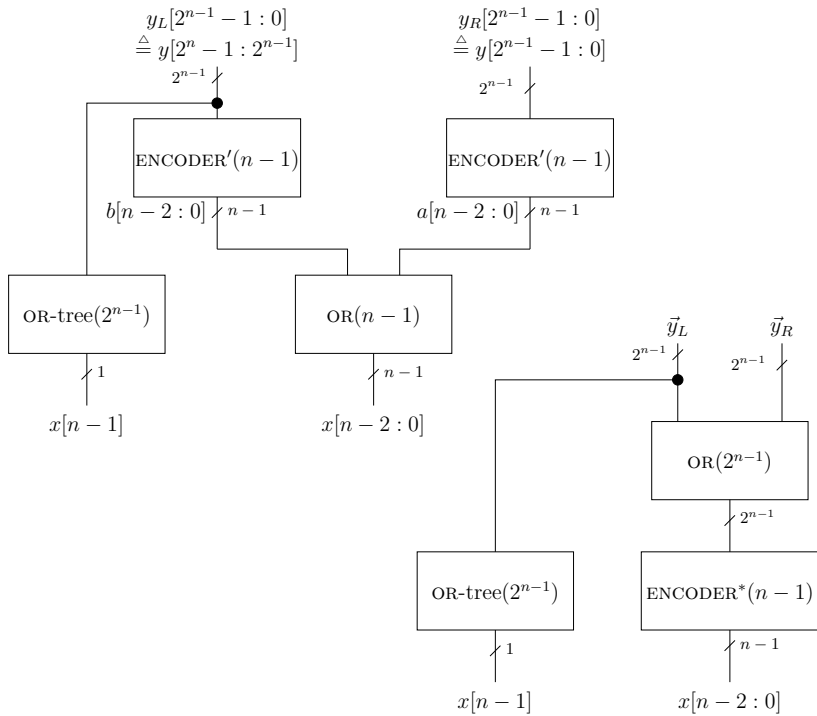 y_L[2^{n-1} - 1 : 0]
≜ y[2^n - 1 : 2^{n-1}]
2^{n-1}
y_R[2^{n-1} - 1 : 0]
≜ y[2^{n-1} - 1 : 0]
2^{n-1}
ENCODER′(n − 1)
ENCODER′(n − 1)
b[n − 2 : 0]
n − 1
a[n − 2 : 0]
n − 1
OR-tree(2^{n-1})
OR(n − 1)
1
n − 1
x[n − 1]
x[n − 2 : 0]
\vec{y}_L
\vec{y}_R
2^{n-1}
2^{n-1}
OR(2^{n-1})
2^{n-1}
OR-tree(2^{n-1})
ENCODER*(n − 1)
1
n − 1
x[n − 1]
x[n − 2 : 0]